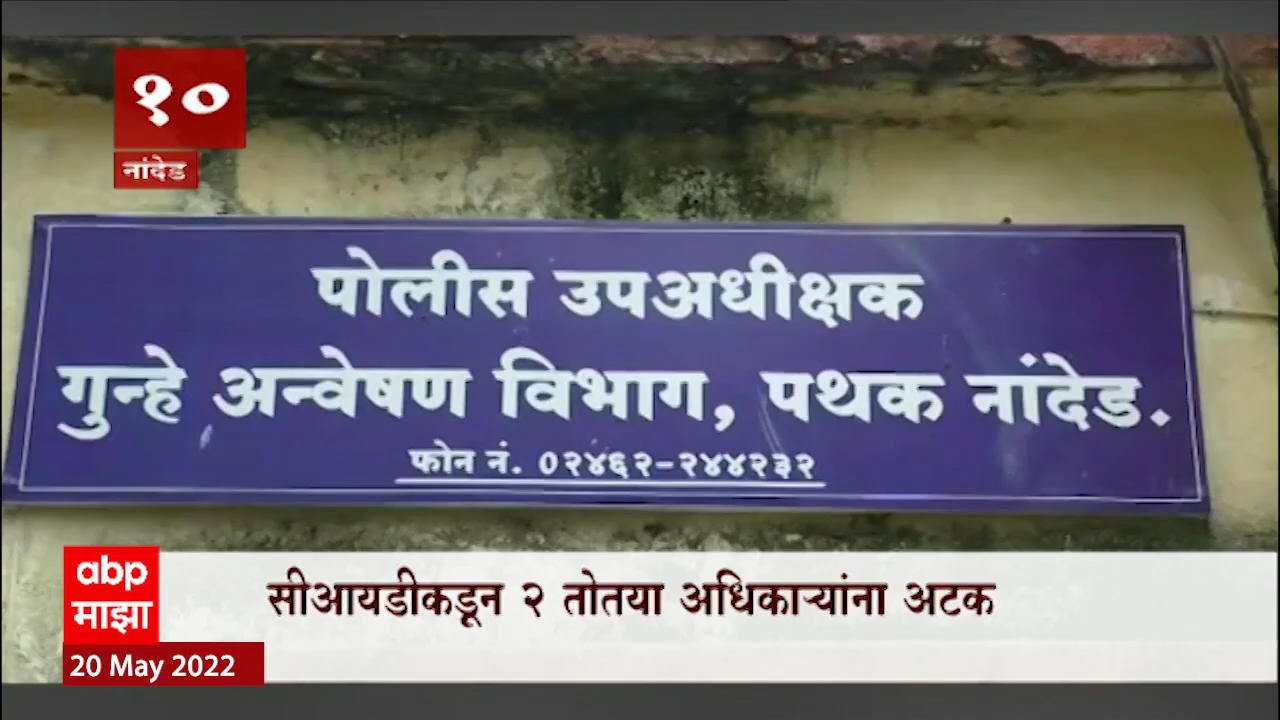 १०
नांदेड
पोलीस उपअधीक्षक
गुन्हे अन्वेषण विभाग, पथक नांदेड.
फोन नं. ०२४६२-२४४२३२
abp
माझा
सीआयडीकडून २ तोतया अधिकाऱ्यांना अटक
20 May 2022